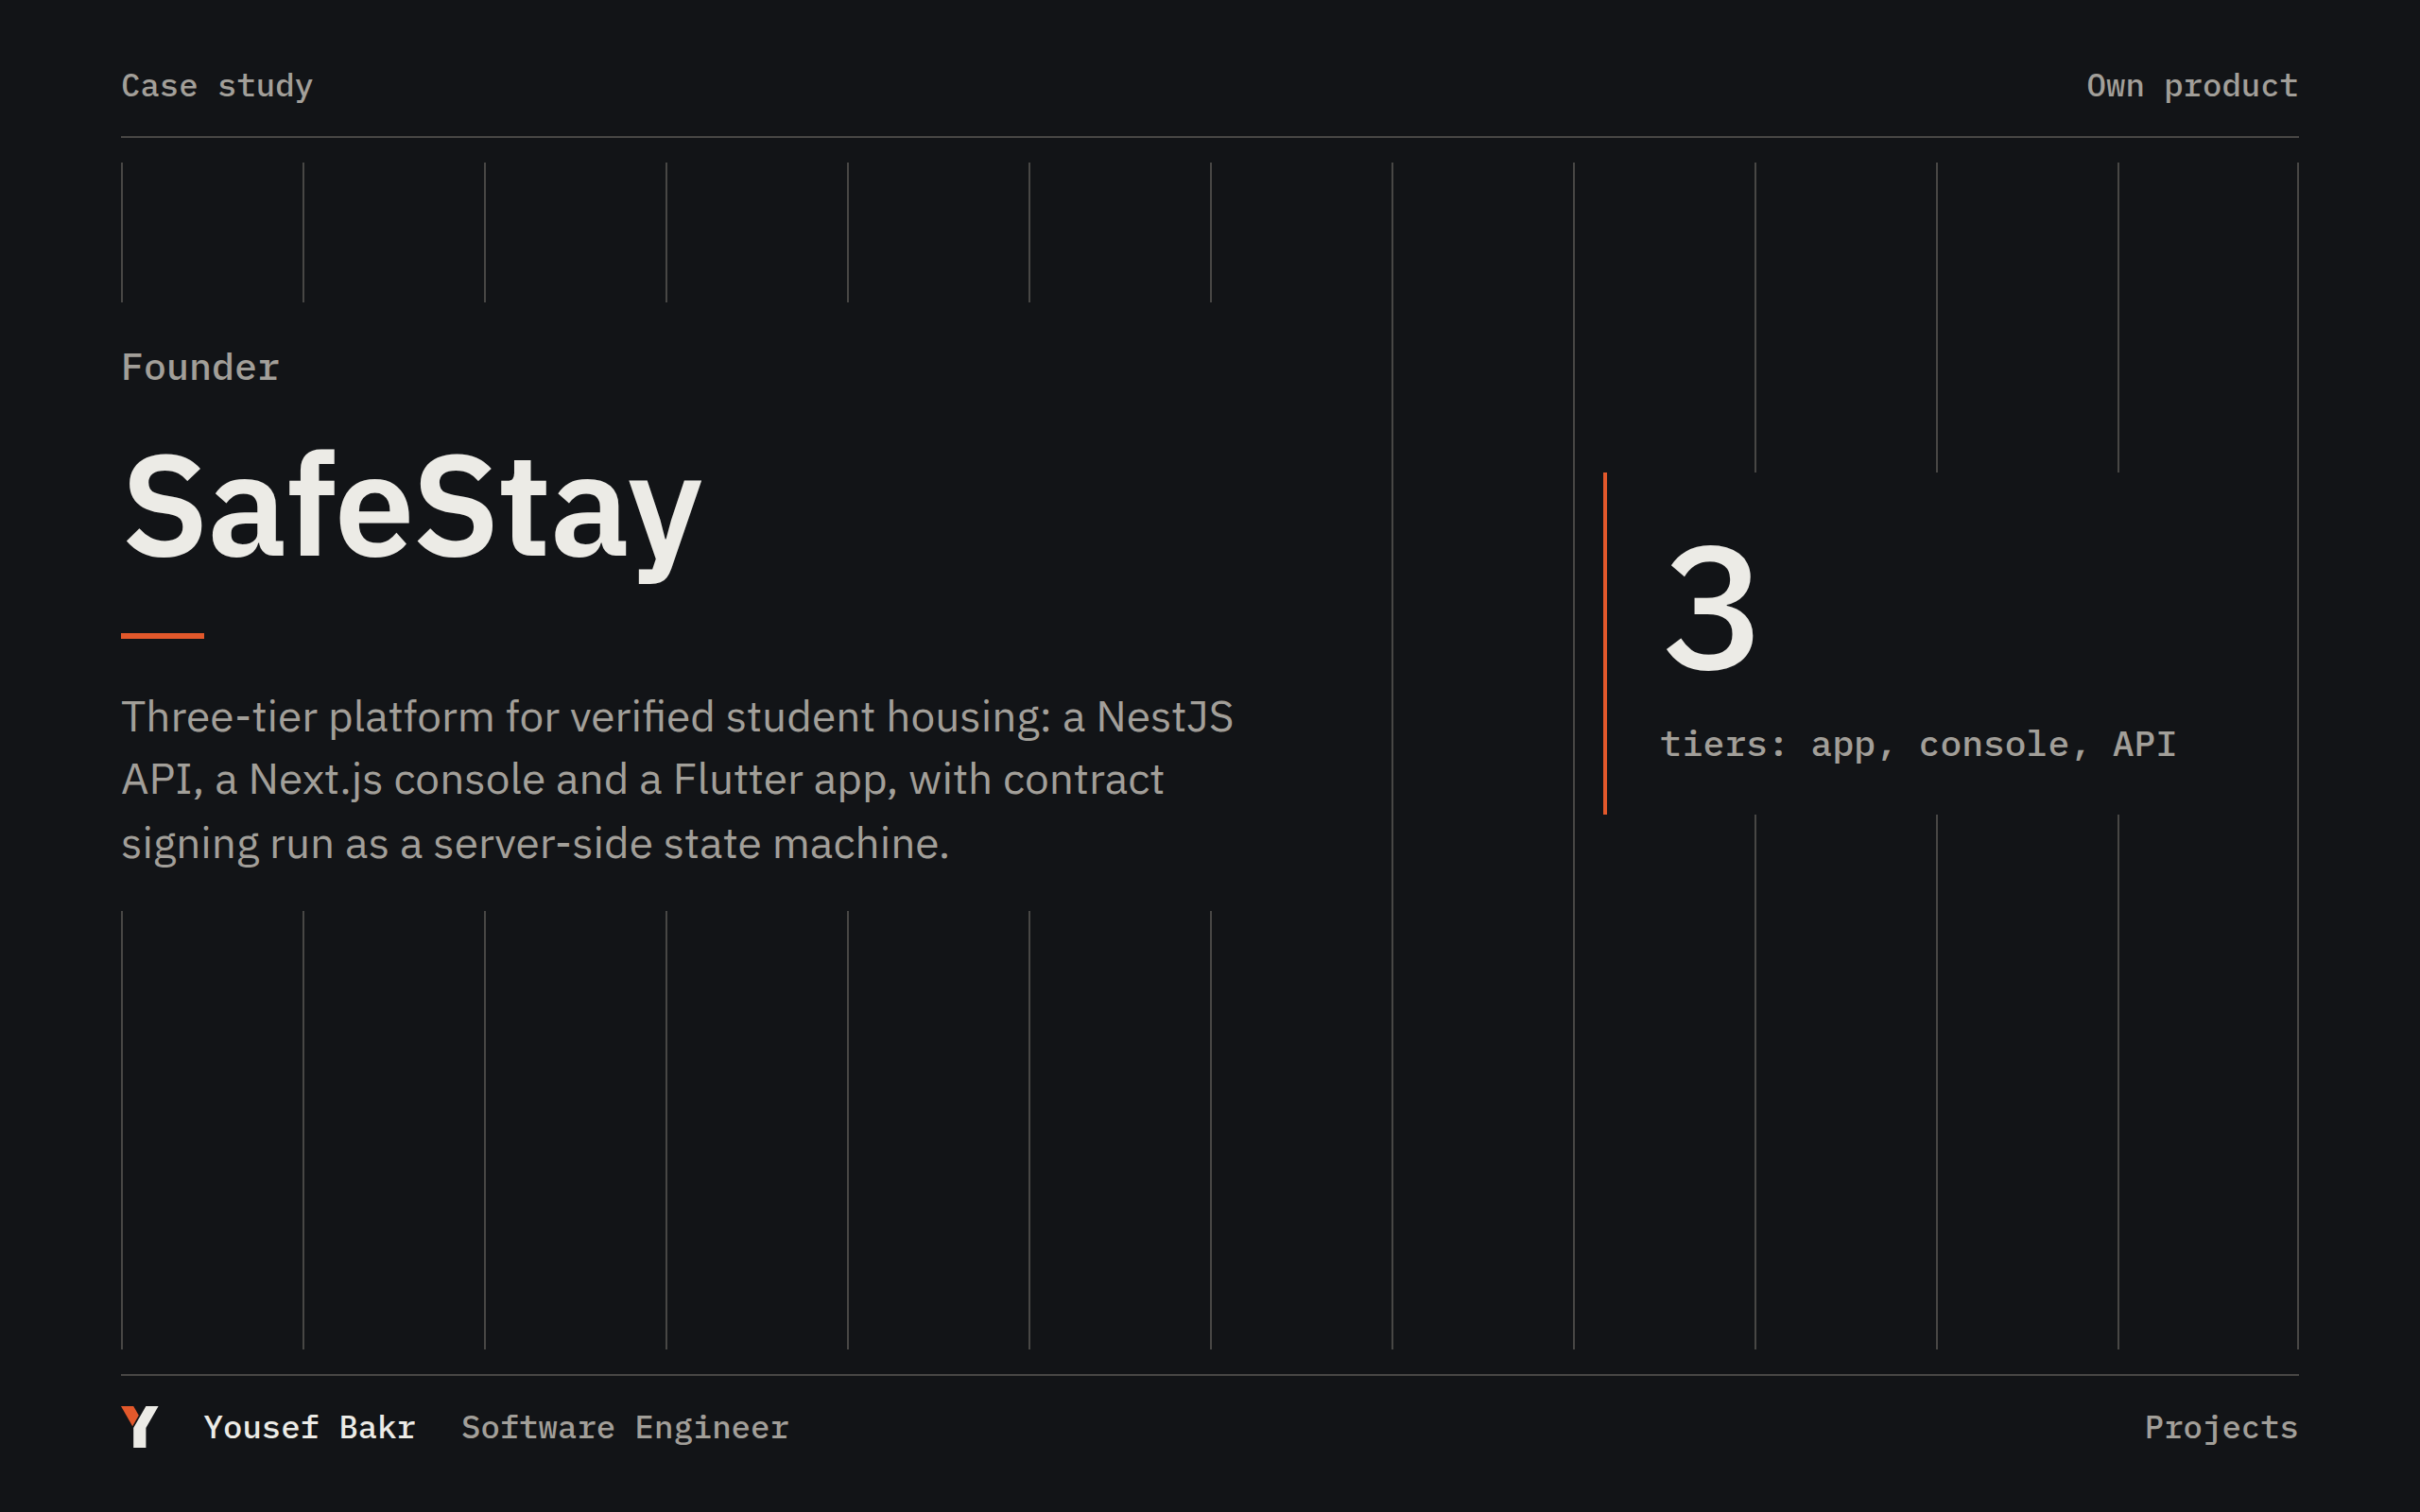 Case study
Own product
Founder
SafeStay
Three-tier platform for verified student housing: a NestJS
API, a Next.js console and a Flutter app, with contract
signing run as a server-side state machine.
3
tiers: app, console, API
Y Yousef Bakr Software Engineer
Projects